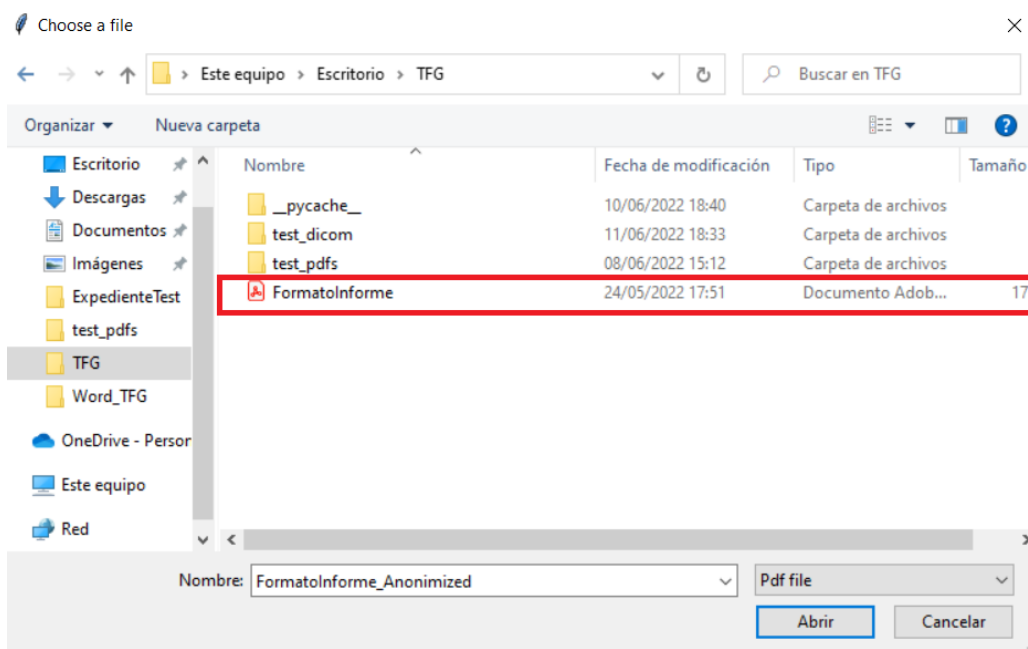 Choose a file
Este equipo > Escritorio > TFG
Buscar en TFG
Organizar
Nueva carpeta
?
Escritorio
Descargas
Documentos
Imágenes
ExpedienteTest
test_pdfs
TFG
Word_TFG
OneDrive - Person
Este equipo
Red
Nombre Fecha de modificación Tipo Tamaño
__pycache__ 10/06/2022 18:40 Carpeta de archivos
test_dicom 11/06/2022 18:33 Carpeta de archivos
test_pdfs 08/06/2022 15:12 Carpeta de archivos
FormatoInforme 24/05/2022 17:51 Documento Adob... 17
Nombre: FormatoInforme_Anonimized
Pdf file
Abrir
Cancelar